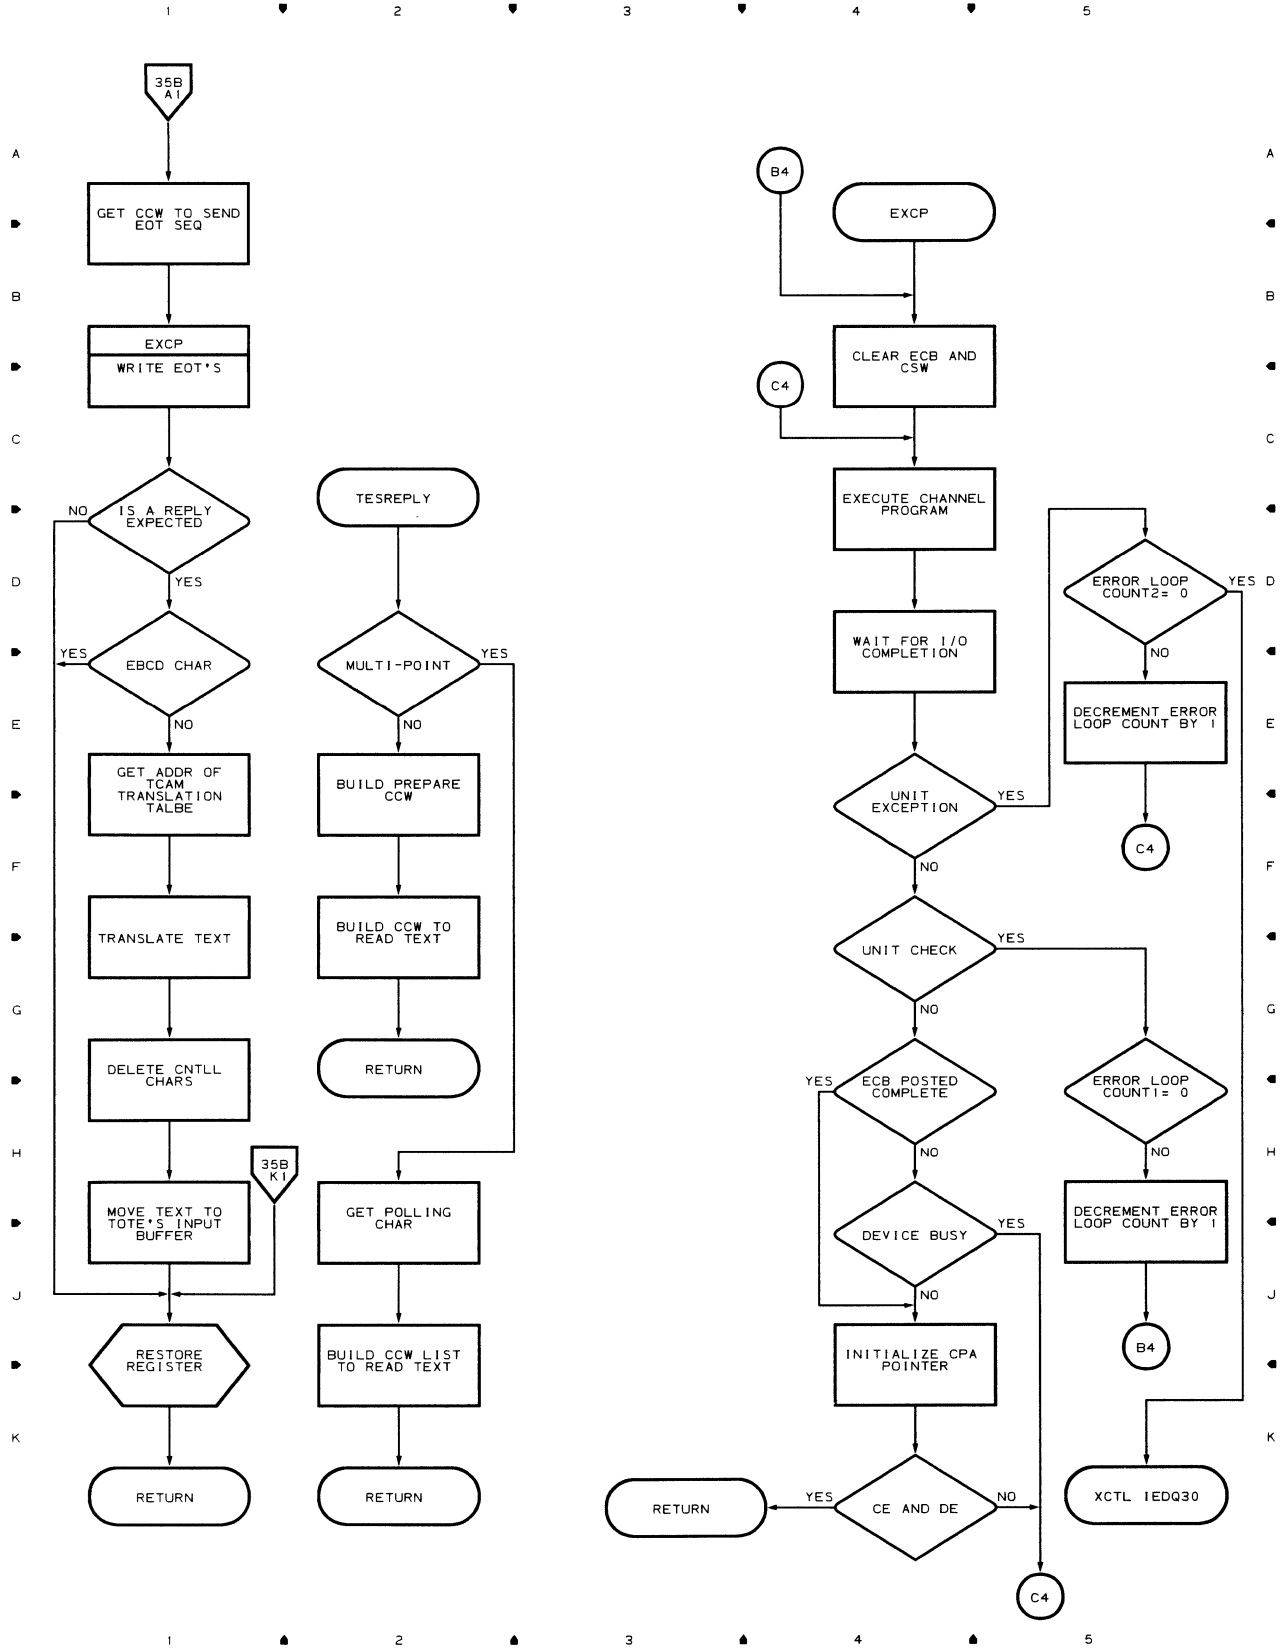 1 2 3 4 5
35B
A1
A
GET CCW TO SEND
EOT SEQ
B
EXCP
WRITE EOT'S
C
NO
IS A REPLY
EXPECTED
YES
D
YES
EBCD CHAR
NO
E
GET ADDR OF
TCAM
TRANSLATION
TALBE
F
TRANSLATE TEXT
G
DELETE CNTLL
CHARS
H
35B
K1
MOVE TEXT TO
TOTE'S INPUT
BUFFER
J
RESTORE
REGISTER
K
RETURN
TESREPLY
MULTI-POINT
YES
NO
BUILD PREPARE
CCW
BUILD CCW TO
READ TEXT
RETURN
GET POLLING
CHAR
BUILD CCW LIST
TO READ TEXT
RETURN
B4
EXCP
CLEAR ECB AND
CSW
C4
EXECUTE CHANNEL
PROGRAM
WAIT FOR I/O
COMPLETION
UNIT
EXCEPTION
YES
NO
UNIT CHECK
YES
NO
YES
ECB POSTED
COMPLETE
NO
DEVICE BUSY
YES
NO
INITIALIZE CPA
POINTER
RETURN
YES
CE AND DE
NO
C4
ERROR LOOP
COUNT2= 0
YES
NO
DECREMENT ERROR
LOOP COUNT BY 1
C4
ERROR LOOP
COUNT1= 0
NO
DECREMENT ERROR
LOOP COUNT BY 1
B4
XCTL IEDQ30
A
B
C
D
E
F
G
H
J
K
1 2 3 4 5